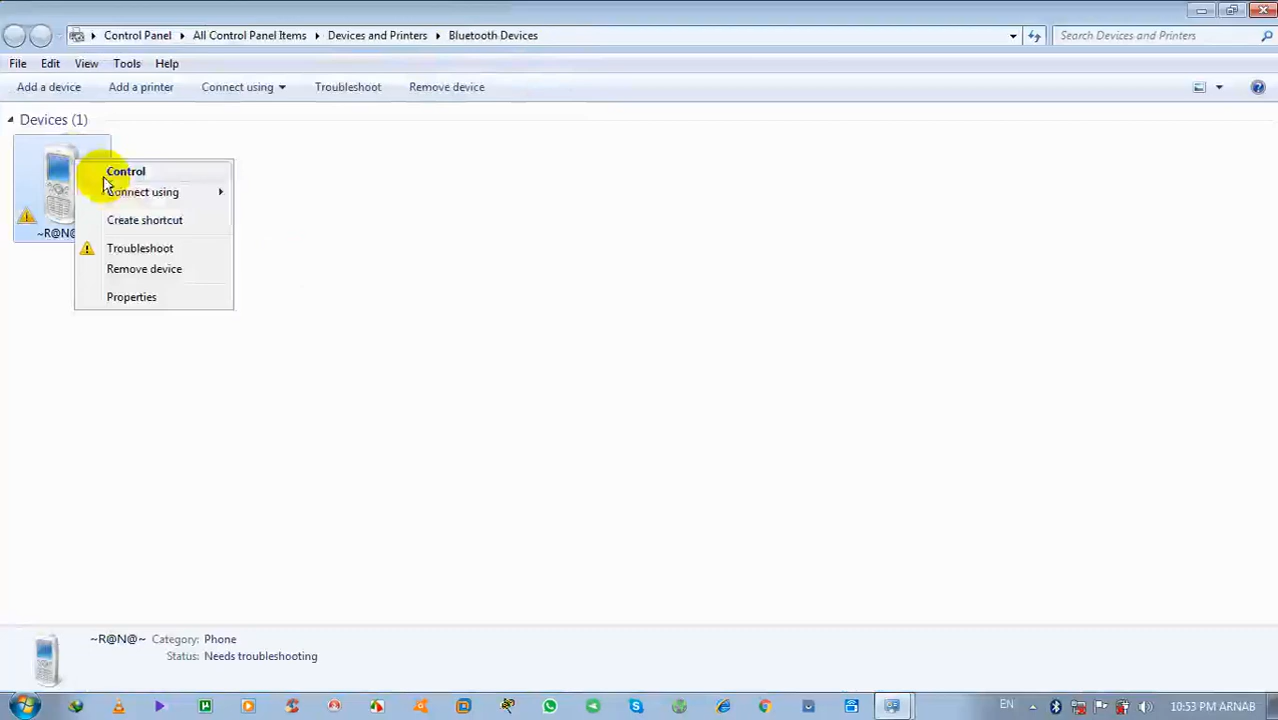 Control Panel All Control Panel Items Devices and Printers Bluetooth Devices Search Devices and Printers
File Edit View Tools Help
Add a device Add a printer Connect using Troubleshoot Remove device
Devices (1)
Control
Connect using
Create shortcut
Troubleshoot
Remove device
Properties
~R@N@
~R@N@~ Category: Phone
Status: Needs troubleshooting
EN 10:53 PM ARNAB